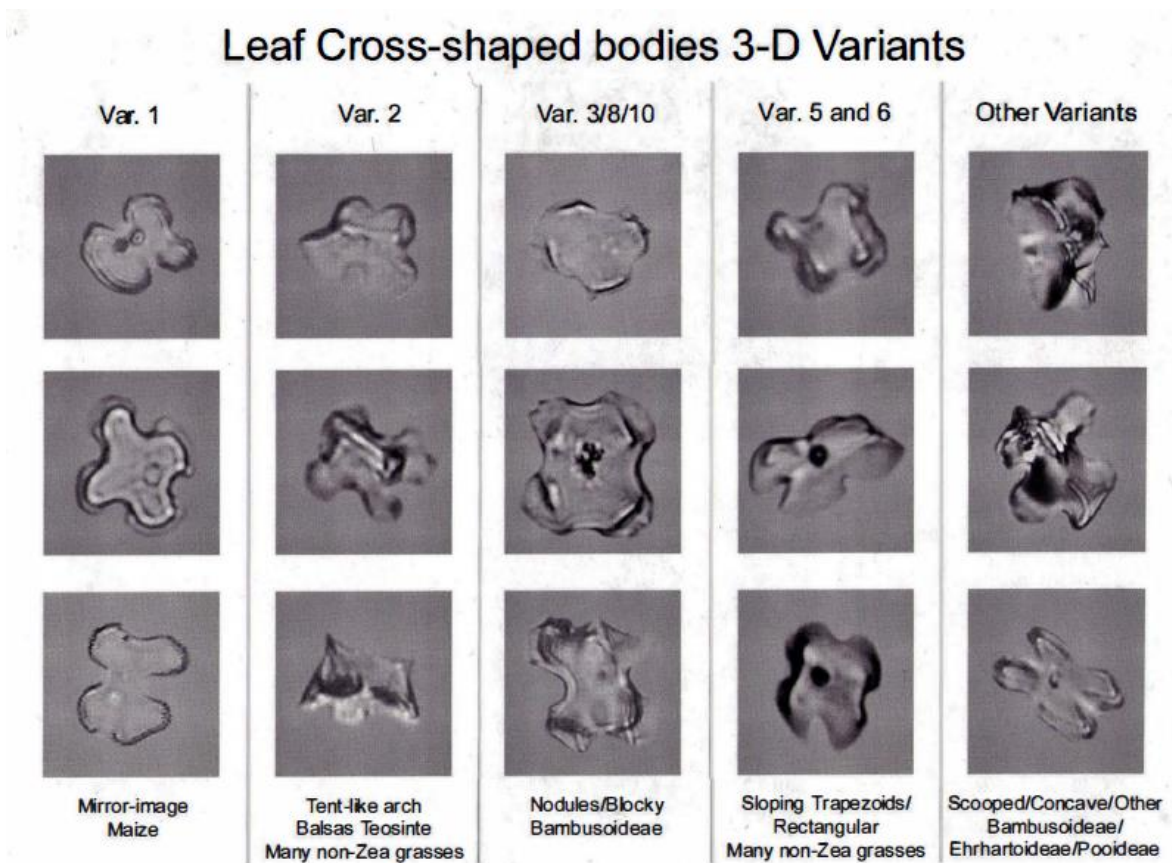 Leaf Cross-shaped bodies 3-D Variants
Var. 1
Var. 2
Var. 3/8/10
Var. 5 and 6
Other Variants
Mirror-image
Maize
Tent-like arch
Balsas Teosinte
Many non-Zea grasses
Nodules/Blocky
Bambusoideae
Sloping Trapezoids/
Rectangular
Many non-Zea grasses
Scooped/Concave/Other
Bambusoideae/
Ehrhartoideae/Pooideae